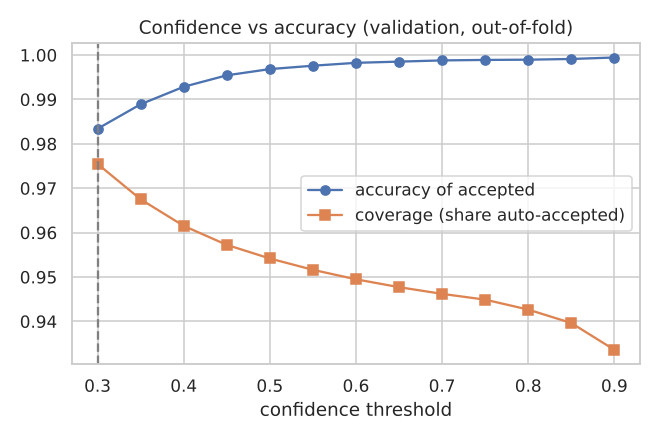 Confidence vs accuracy (validation, out-of-fold)
1.00
0.99
0.98
0.97
0.96
0.95
0.94
accuracy of accepted
coverage (share auto-accepted)
0.3 0.4 0.5 0.6 0.7 0.8 0.9
confidence threshold